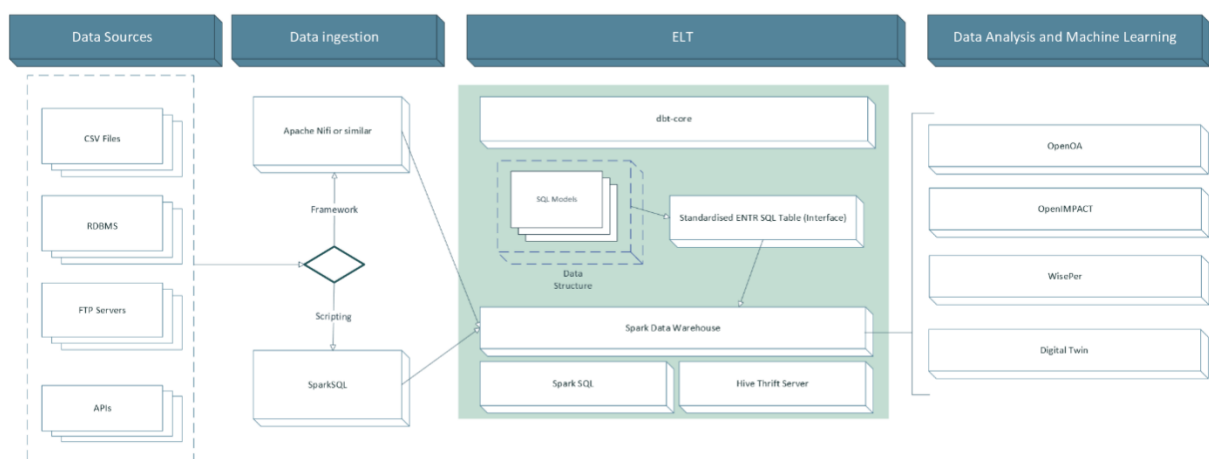 Data Sources
Data ingestion
ELT
Data Analysis and Machine Learning
CSV Files
RDBMS
FTP Servers
APIs
Apache Nifi or similar
Framework
Scripting
SparkSQL
dbt-core
SQL Models
Data
Structure
Standardised ENTR SQL Table (Interface)
Spark Data Warehouse
Spark SQL
Hive Thrift Server
OpenOA
OpenIMPACT
WisePer
Digital Twin